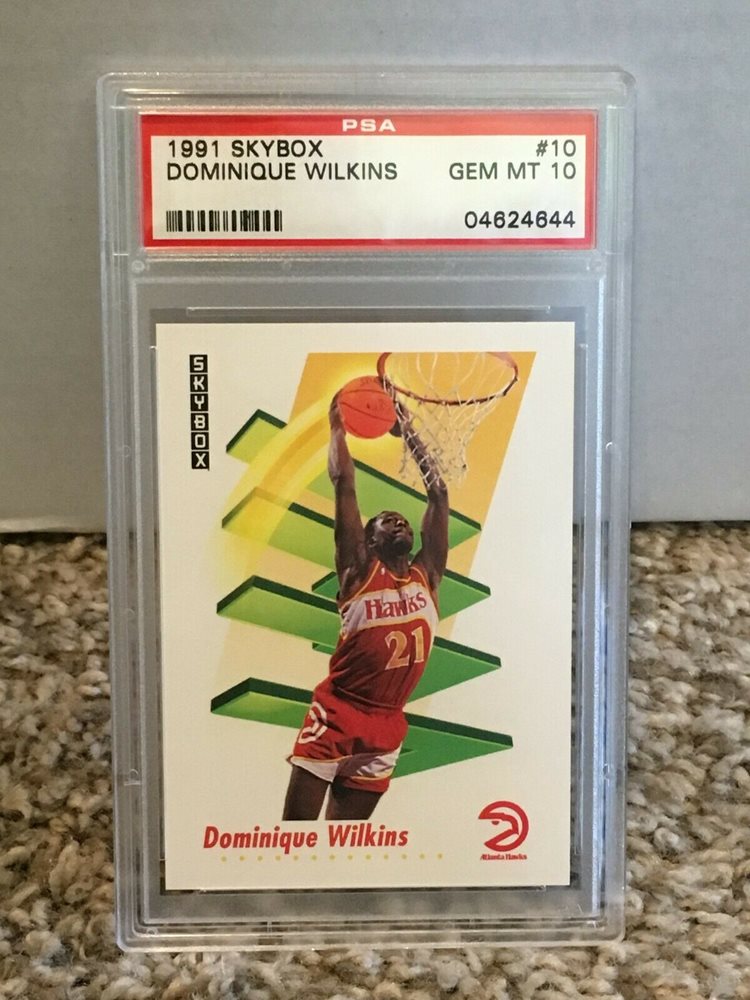 PSA
1991 SKYBOX #10
DOMINIQUE WILKINS GEM MT 10
04624644
SKYBOX
Hawks
21
Dominique Wilkins
Atlanta Hawks